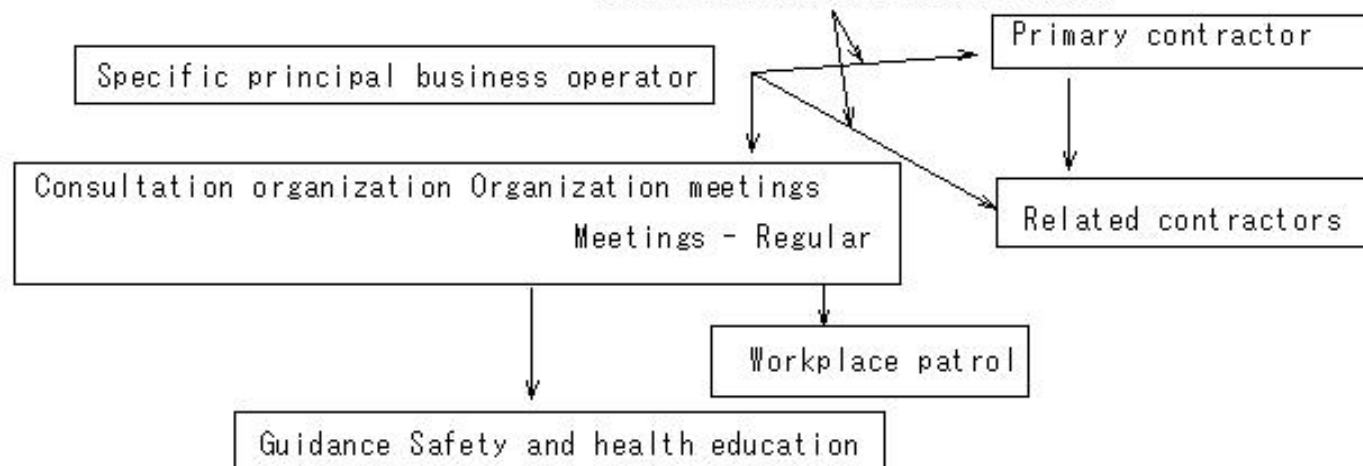 Primary contractor
Specific principal business operator
Consultation organization Organization meetings
Meetings - Regular
Related contractors
Workplace patrol
Guidance Safety and health education